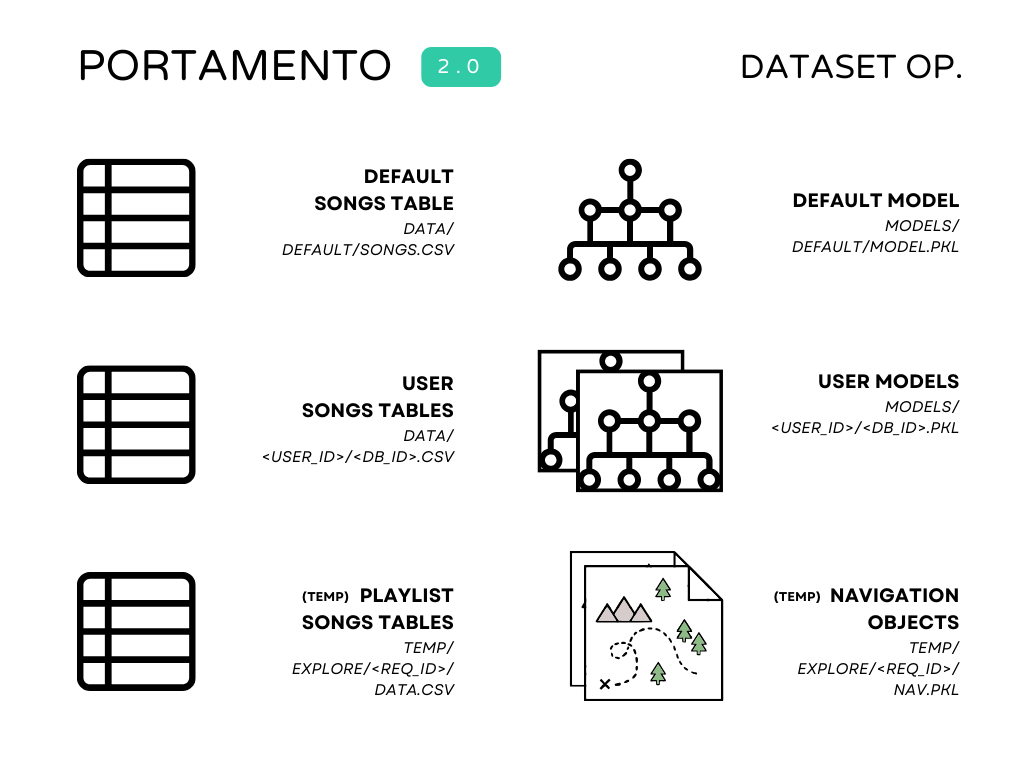 PORTAMENTO 2.0
DATASET OP.
DEFAULT
SONGS TABLE
DATA/
DEFAULT/SONGS.CSV
DEFAULT MODEL
MODELS/
DEFAULT/MODEL.PKL
USER
SONGS TABLES
DATA/
<USER_ID>/<DB_ID>.CSV
USER MODELS
MODELS/
<USER_ID>/<DB_ID>.PKL
(TEMP) PLAYLIST
SONGS TABLES
TEMP/
EXPLORE/<REQ_ID>/
DATA.CSV
(TEMP) NAVIGATION
OBJECTS
TEMP/
EXPLORE/<REQ_ID>/
NAV.PKL